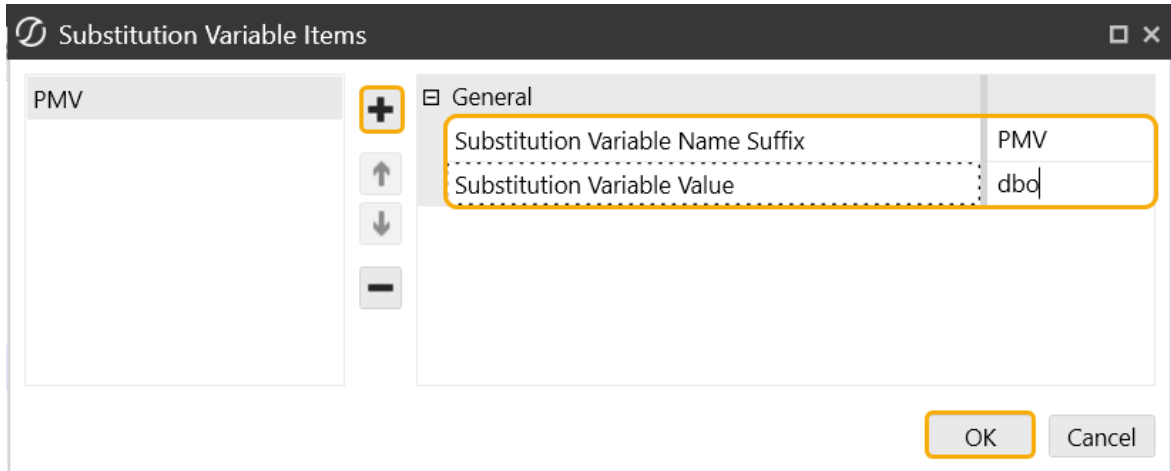 Substitution Variable Items
PMV
General
Substitution Variable Name Suffix PMV
Substitution Variable Value dbo
OK Cancel